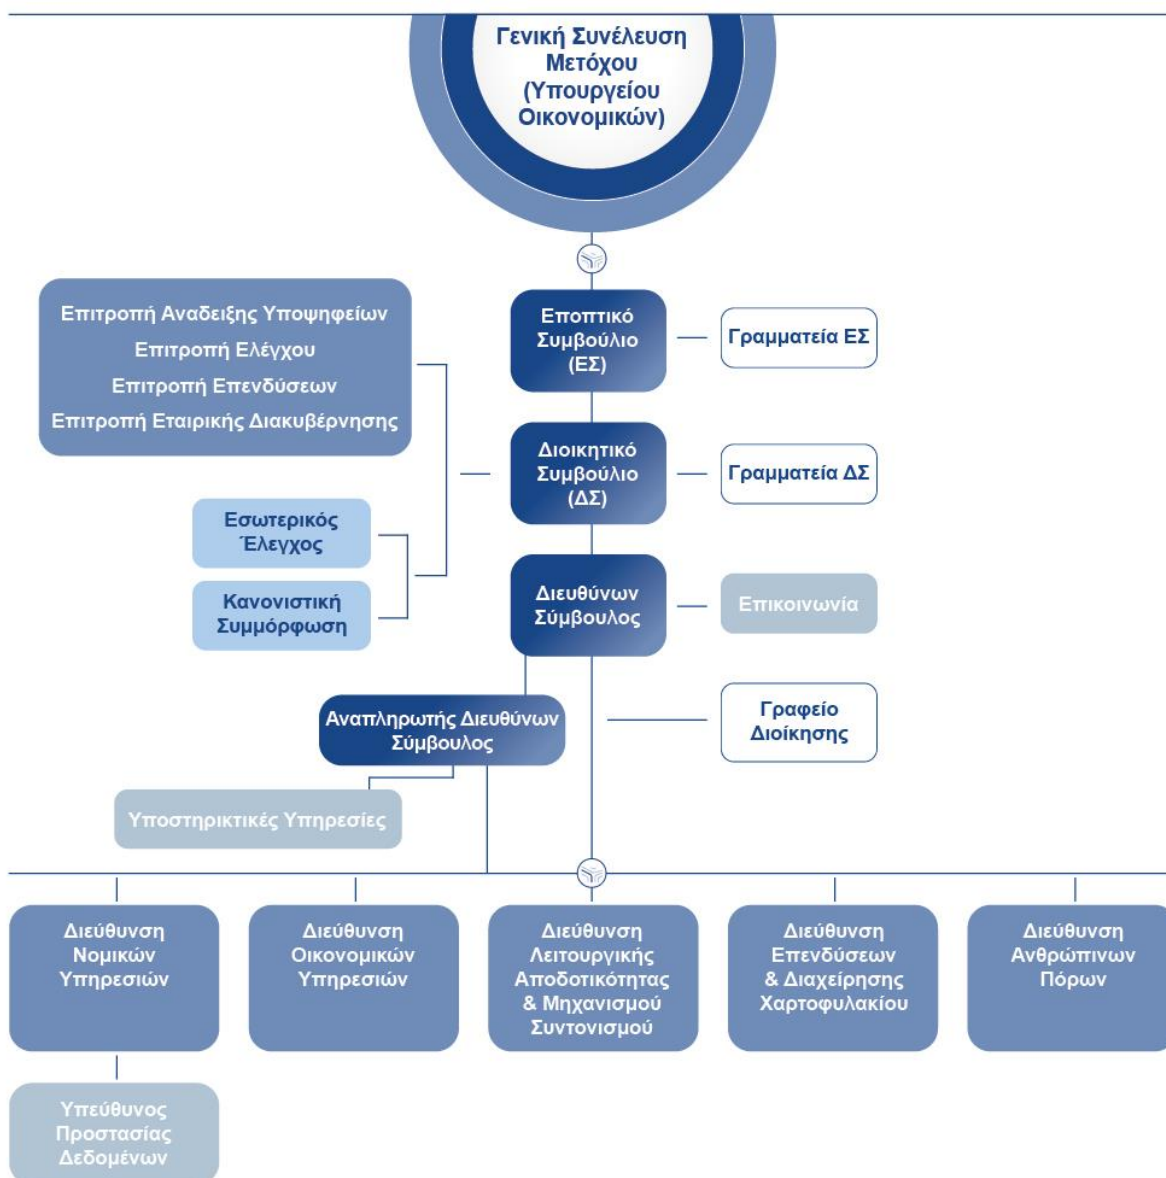 Γενική Συνέλευση
Μετόχου
(Υπουργείου
Οικονομικών)
Επιτροπή Αναδειξης Υποψηφείων
Επιτροπή Ελέγχου
Επιτροπή Επενδύσεων
Επιτροπή Εταιρικής Διακυβέρνησης
Εποπτικό
Συμβούλιο
(ΕΣ)
Γραμματεία ΕΣ
Διοικητικό
Συμβούλιο
(ΔΣ)
Γραμματεία ΔΣ
Εσωτερικός
Έλεγχος
Κανονιστική
Συμμόρφωση
Διευθύνων
Σύμβουλος
Επικοινωνία
Αναπληρωτής Διευθύνων
Σύμβουλος
Γραφείο
Διοίκησης
Υποστηρικτικές Υπηρεσίες
Διεύθυνση
Νομικών
Υπηρεσιών
Διεύθυνση
Οικονομικών
Υπηρεσιών
Διεύθυνση
Λειτουργικής
Αποδοτικότητας
& Μηχανισμού
Συντονισμού
Διεύθυνση
Επενδύσεων
& Διαχείρησης
Χαρτοφυλακίου
Διεύθυνση
Ανθρώπινων
Πόρων
Υπεύθυνος
Προστασίας
Δεδομένων